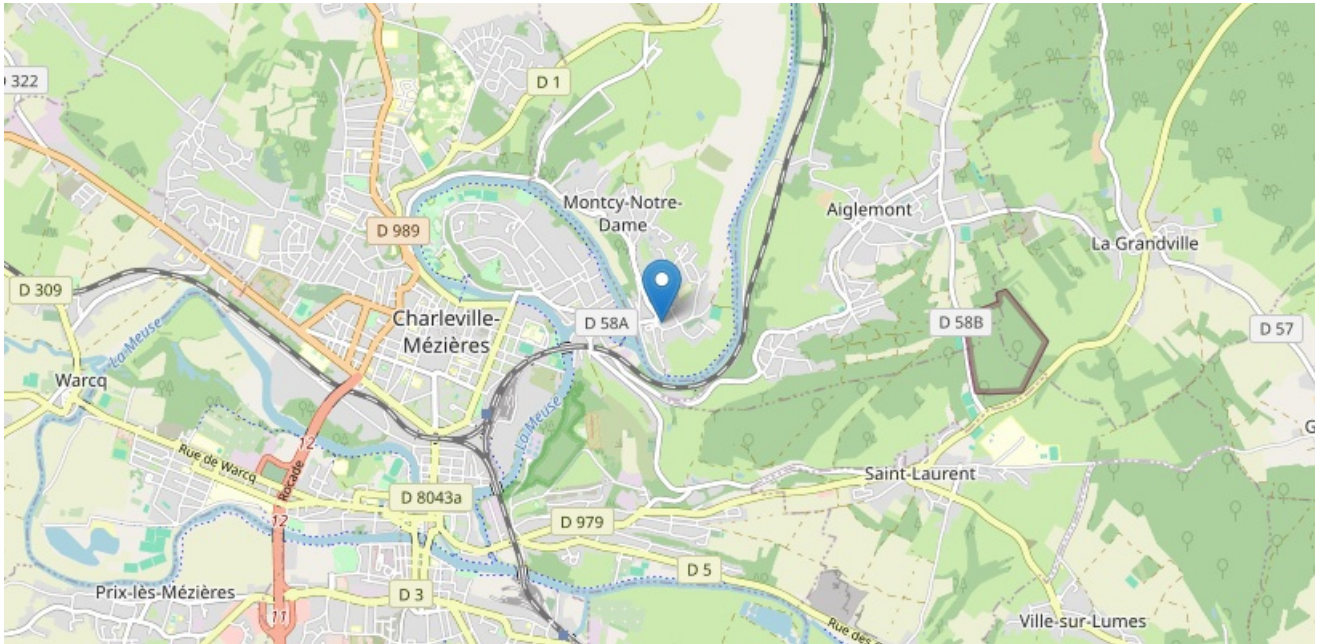 D 1
322
Montcy-Notre-
Dame
Aiglemont
D 989
La Grandville
D 309
Charleville-
Mézières
D 58A
D 58B
D 57
La Meuse
Warcq
La Meuse
G
Rue de Warcq
12
Rocade
Saint-Laurent
D 8043a
12
D 979
D 5
Prix-lès-Mézières
D 3
11
Rue des
Ville-sur-Lumes